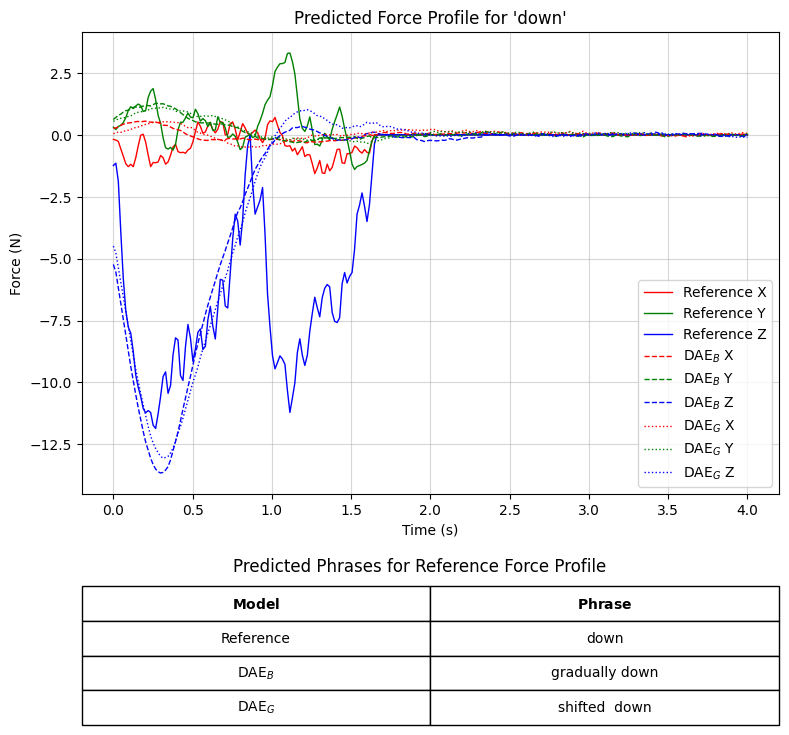 Predicted Force Profile for 'down'
Force (N)
2.5
0.0
−2.5
−5.0
−7.5
−10.0
−12.5
Reference X
Reference Y
Reference Z
DAE_B X
DAE_B Y
DAE_B Z
DAE_G X
DAE_G Y
DAE_G Z
0.0 0.5 1.0 1.5 2.0 2.5 3.0 3.5 4.0
Time (s)
Predicted Phrases for Reference Force Profile
Model Phrase
Reference down
DAE_B gradually down
DAE_G shifted  down